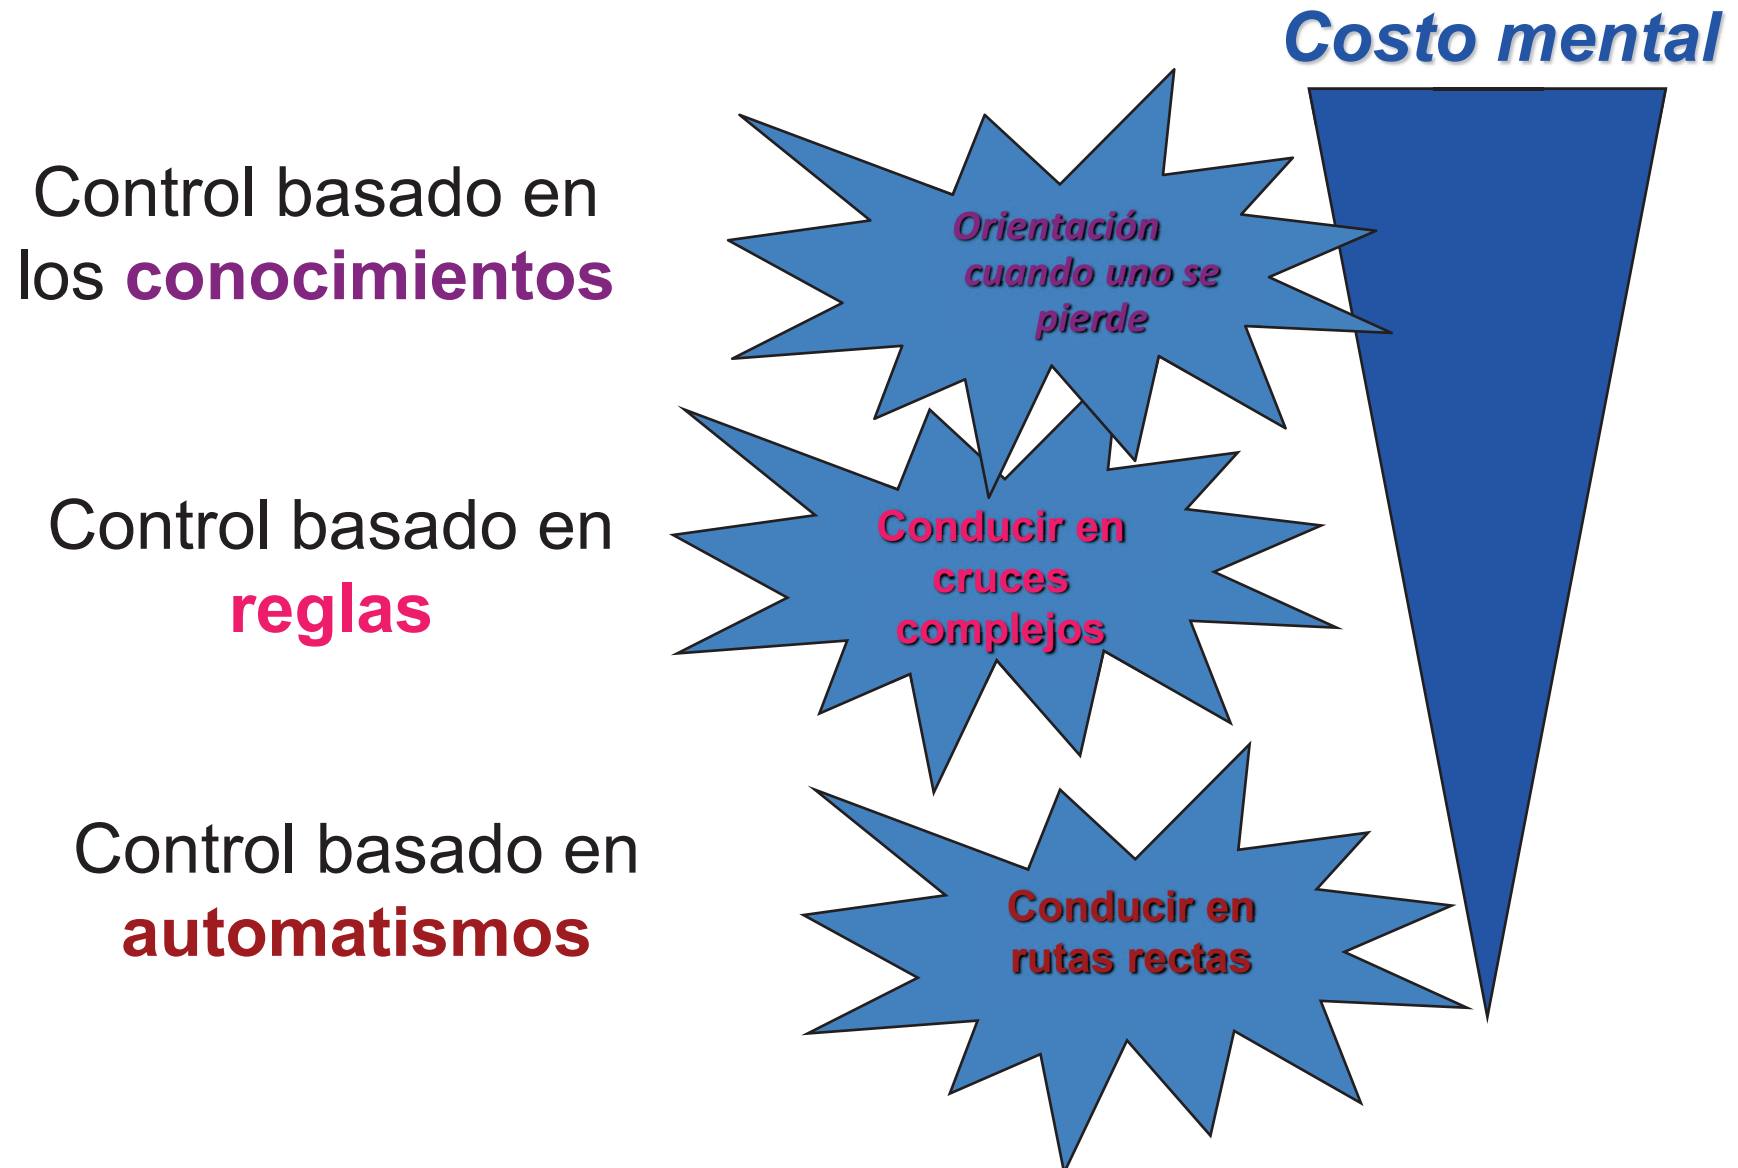 Costo mental
Control basado en
los conocimientos
Orientación
cuando uno se
pierde
Control basado en
reglas
Conducir en
cruces
complejos
Control basado en
automatismos
Conducir en
rutas rectas